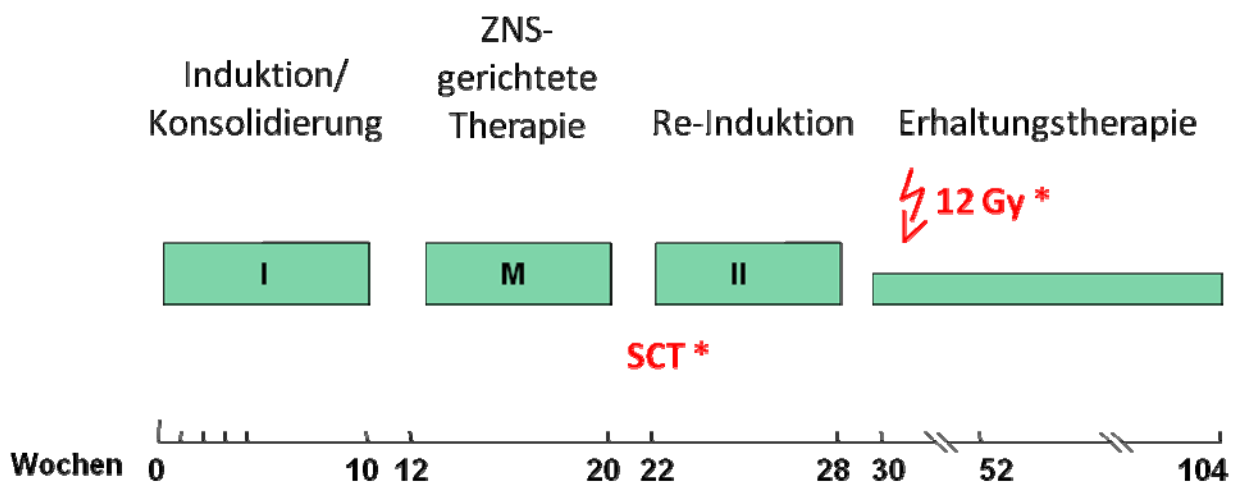 Induktion/
Konsolidierung
ZNS-
gerichtete
Therapie
Re-Induktion
Erhaltungstherapie
12 Gy *
I
M
II
SCT *
Wochen 0 10 12 20 22 28 30 52 104